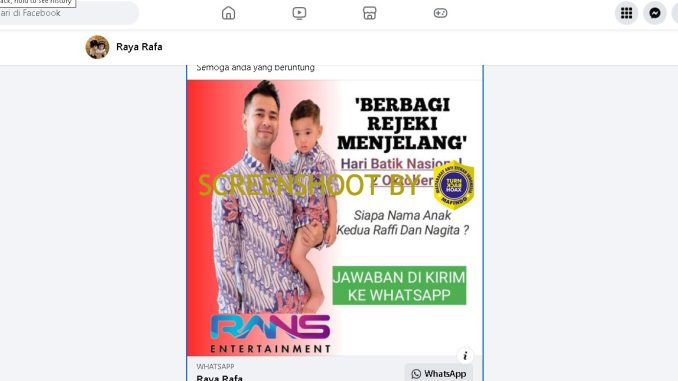 ack, hold to see history
ari di Facebook
Raya Rafa
Semoga anda yang beruntung
'BERBAGI
REJEKI
MENJELANG'
Hari Batik Nasional
2 Oktober
SCREENSHOOT BY
TURN
BACK
HOAX
MAFINDO
Siapa Nama Anak
Kedua Raffi Dan Nagita ?
JAWABAN DI KIRIM
KE WHATSAPP
RANS
ENTERTAINMENT
WHATSAPP
Raya Rafa
WhatsApp